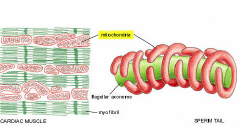 mitochondria
flagellar axoneme
myofibril
CARDIAC MUSCLE
SPERM TAIL